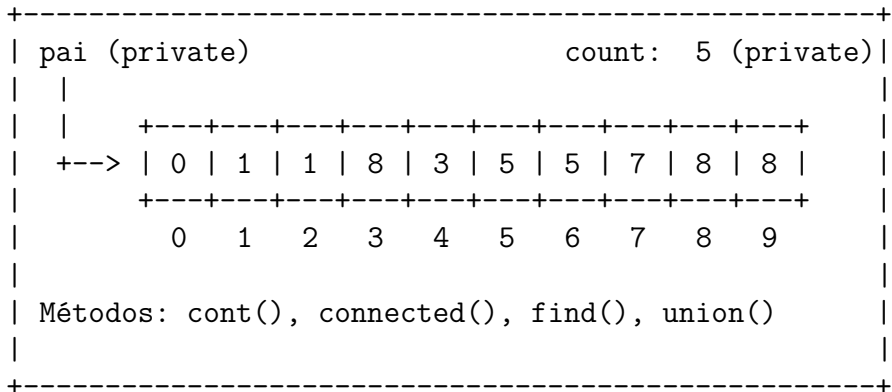 pai (private) count: 5 (private)
0 | 1 | 1 | 8 | 3 | 5 | 5 | 7 | 8 | 8
0 1 2 3 4 5 6 7 8 9
Métodos: cont(), connected(), find(), union()